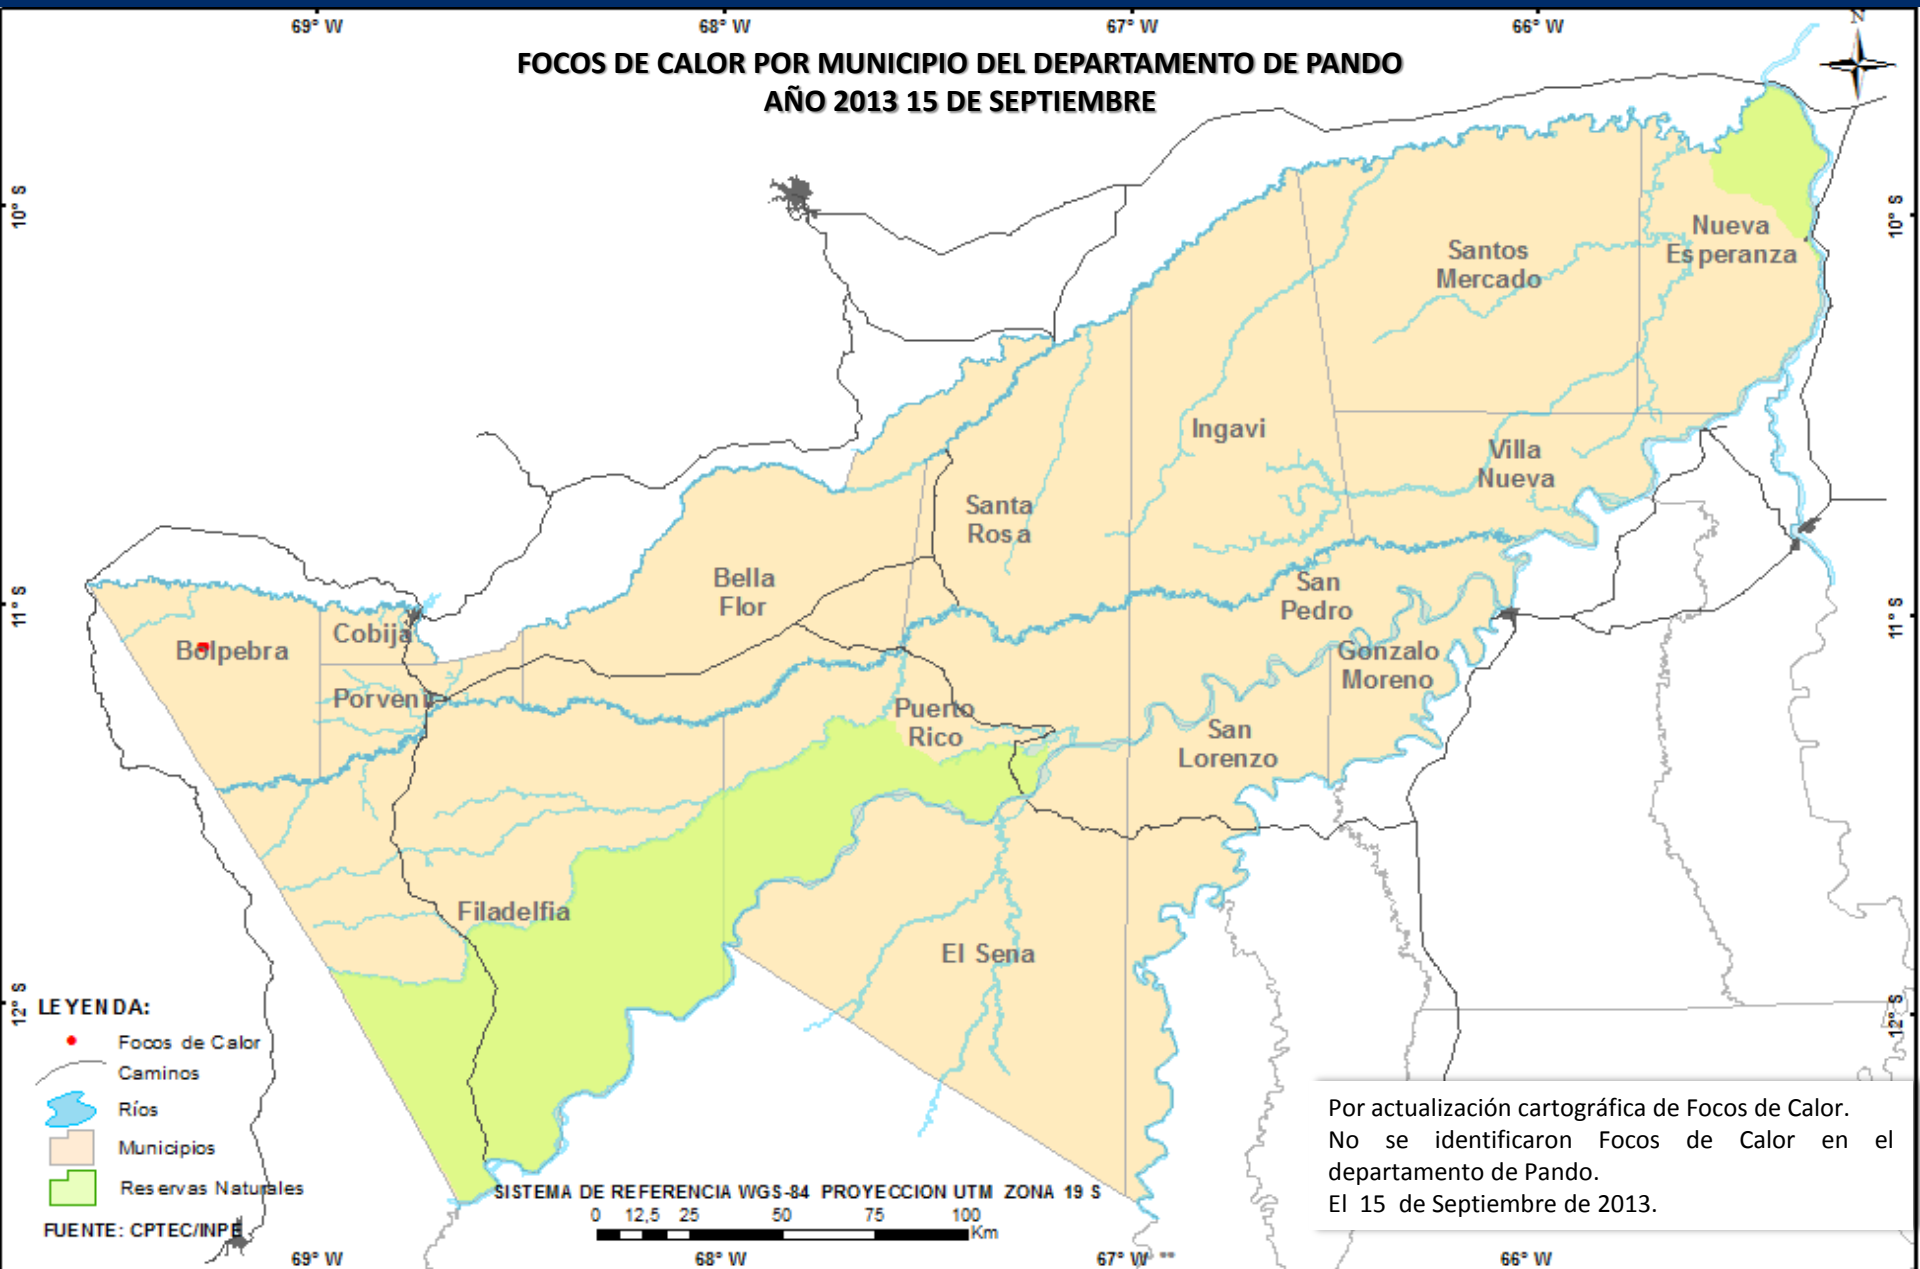 69° W 68° W 67° W 66° W
N
FOCOS DE CALOR POR MUNICIPIO DEL DEPARTAMENTO DE PANDO
AÑO 2013 15 DE SEPTIEMBRE
10° S
10° S
Nueva
Esperanza
Santos
Mercado
Ingavi
Villa
Nueva
Santa
Rosa
Bella
Flor
San
Pedro
11° S
11° S
Cobija
Bolpebra
Gonzalo
Moreno
Porvenir
Puerto
Rico
San
Lorenzo
Filadelfia
El Sena
12° S
12° S
LEYENDA:
Focos de Calor
Caminos
Ríos
Municipios
Reservas Naturales
FUENTE: CPTEC/INPE
SISTEMA DE REFERENCIA WGS-84 PROYECCION UTM ZONA 19 S
0 12,5 25 50 75 100
Km
Por actualización cartográfica de Focos de Calor.
No se identificaron Focos de Calor en el
departamento de Pando.
El 15 de Septiembre de 2013.
69° W 68° W 67° W 66° W